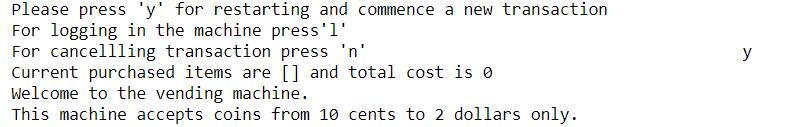 Please press 'y' for restarting and commence a new transaction
For logging in the machine press'l'
For cancellling transaction press 'n' y
Current purchased items are [] and total cost is 0
Welcome to the vending machine.
This machine accepts coins from 10 cents to 2 dollars only.